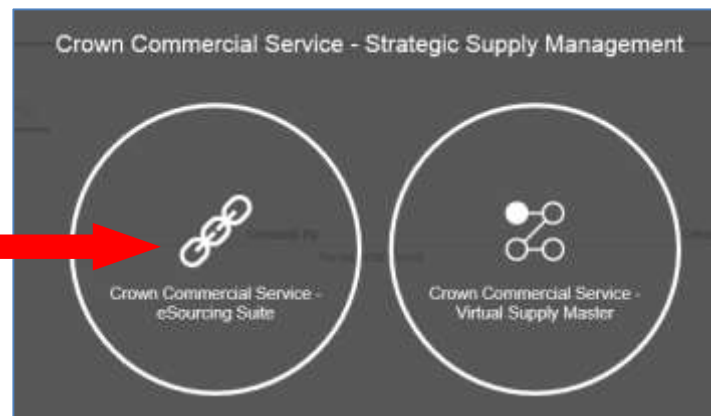 Crown Commercial Service - Strategic Supply Management
Crown Commercial Service -
eSourcing Suite
Crown Commercial Service -
Virtual Supply Master